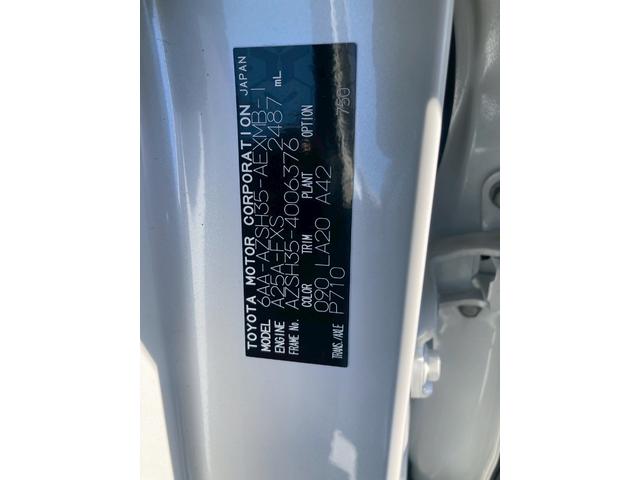 TOYOTA MOTOR CORPORATION JAPAN
MODEL 6AA-AZSH35-AEXMB-1
ENGINE A25A-FXS 2487 mL
FRAME No. AZSH35-4006376
COLOR TRIM PLANT OPTION
090 LA20 A42 750
TRANS./AXLE P710